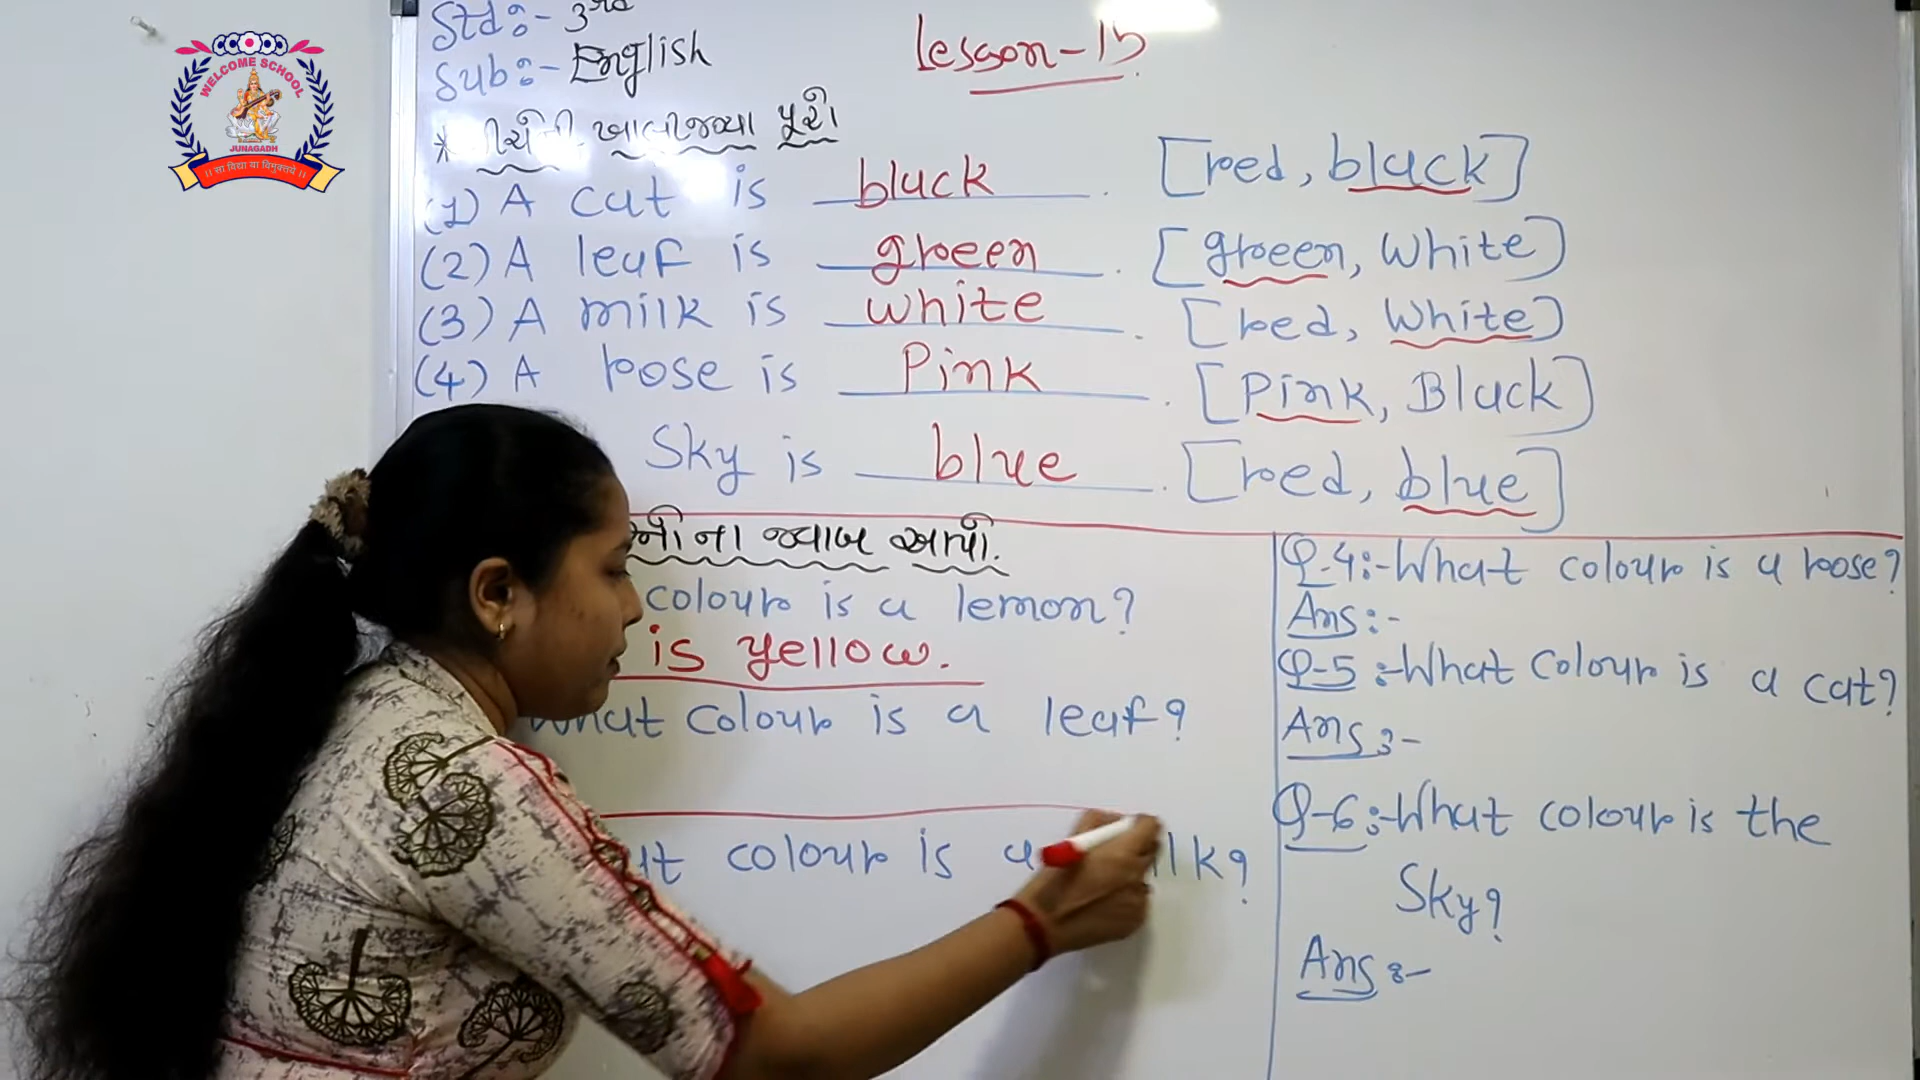 WELCOME SCHOOL
JUNAGADH
।। सा विद्या या विमुक्तये ।।
Std:- 3rd
Sub:- English
Lesson-15
* નીચેની ખાલીજગ્યા પૂરો
(1) A cat is black. [red, black]
(2) A leaf is green. [green, White]
(3) A milk is white. [red, White]
(4) A rose is Pink. [Pink, Black]
Sky is blue. [red, blue]
ના જવાબ આપો.
colour is a lemon?
is yellow.
What colour is a leaf?
colour is a
Q-4:- What colour is a rose?
Ans:-
Q-5:- What colour is a cat?
Ans:-
Q-6:- What colour is the
Sky?
Ans:-